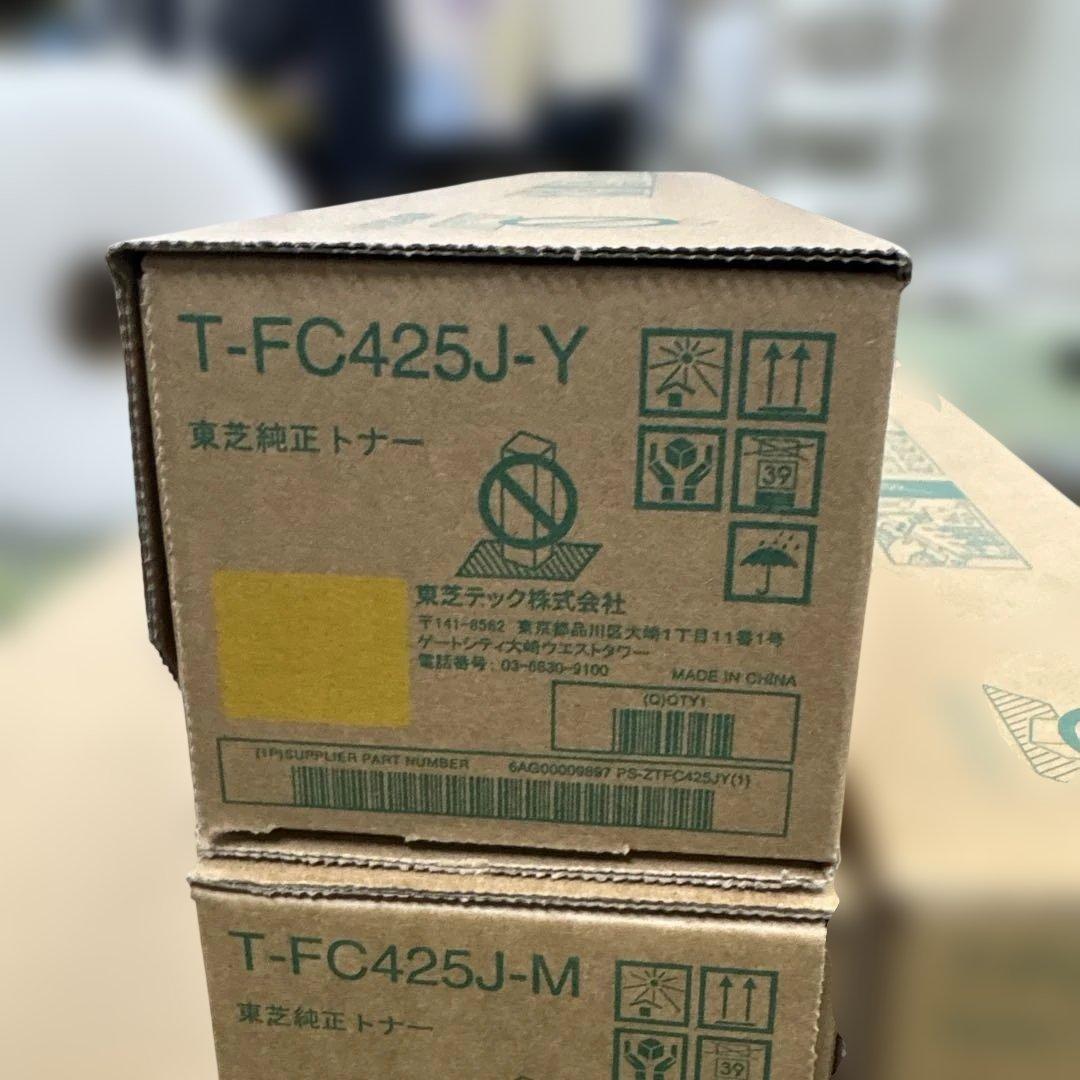 T-FC425J-Y
東芝純正トナー
39
東芝テック株式会社
〒141-8562 東京都品川区大崎1丁目11番1号
ゲートシティ大崎ウエストタワー
電話番号：03-6830-9100
MADE IN CHINA
(Q)QTY1
(1P)SUPPLIER PART NUMBER 6AG00009897 PS-ZTFC425JY(1)
T-FC425J-M
東芝純正トナー
39